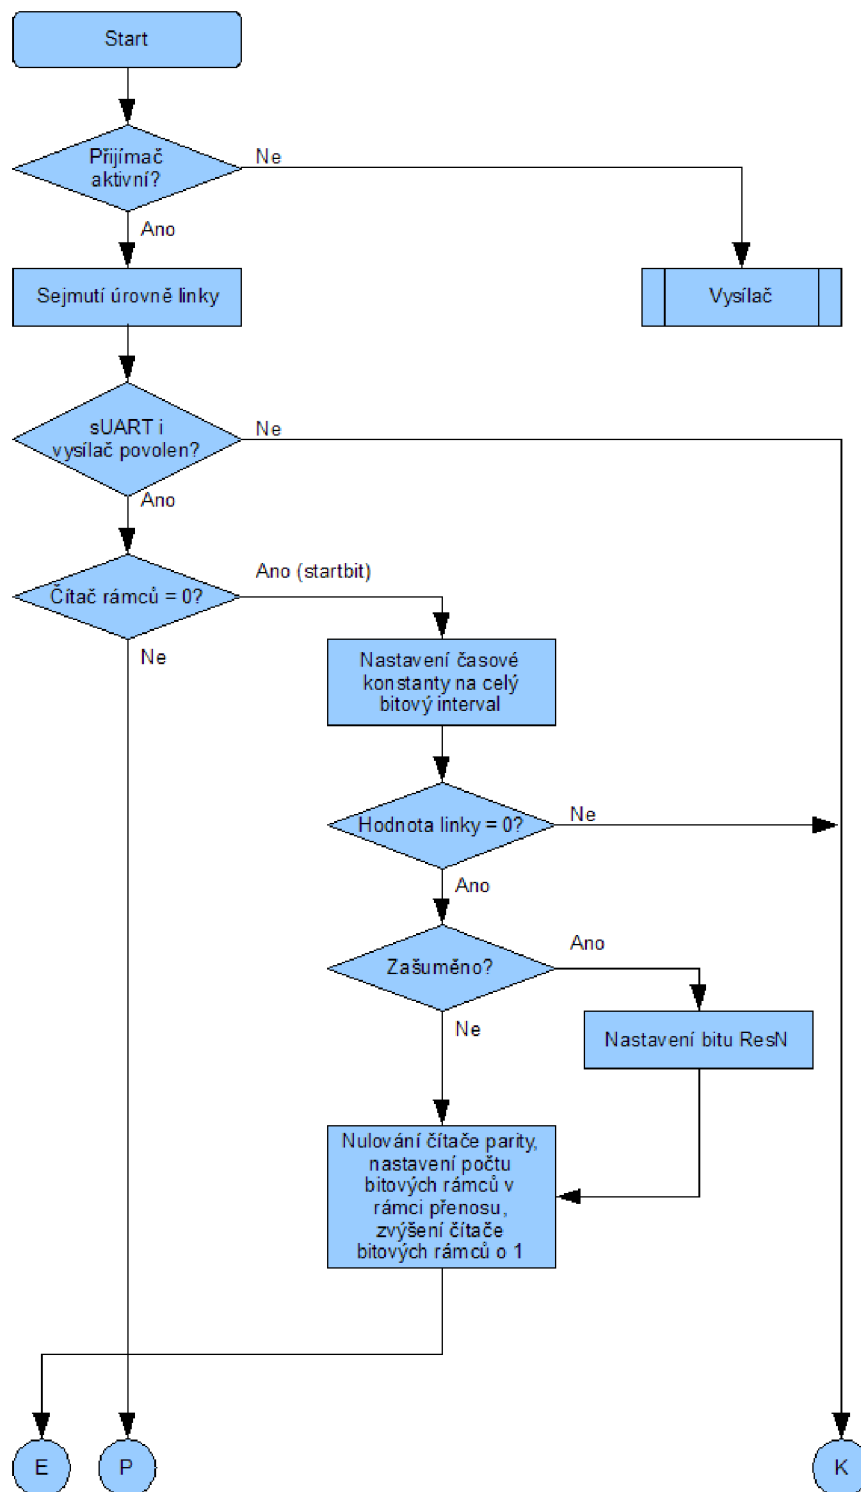 Start
Přijímač
aktivní?
Ne
Ano
Sejmutí úrovně linky
Vysílač
sUART i
vysílač povolen?
Ne
Ano
Čítač rámců = 0?
Ano (startbit)
Ne
Nastavení časové
konstanty na celý
bitový interval
Hodnota linky = 0?
Ne
Ano
Zašuměno?
Ano
Ne
Nastavení bitu ResN
Nulování čítače parity,
nastavení počtu
bitových rámců v
rámci přenosu,
zvýšení čítače
bitových rámců o 1
E
P
K